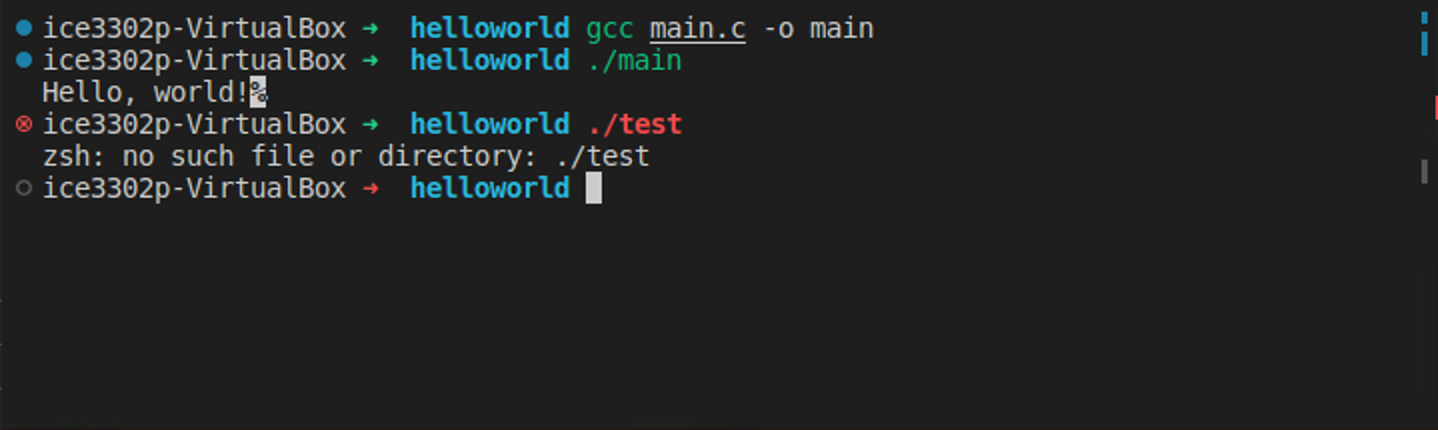 ice3302p-VirtualBox ➜ helloworld gcc main.c -o main
ice3302p-VirtualBox ➜ helloworld ./main
Hello, world!%
ice3302p-VirtualBox ➜ helloworld ./test
zsh: no such file or directory: ./test
ice3302p-VirtualBox ➜ helloworld